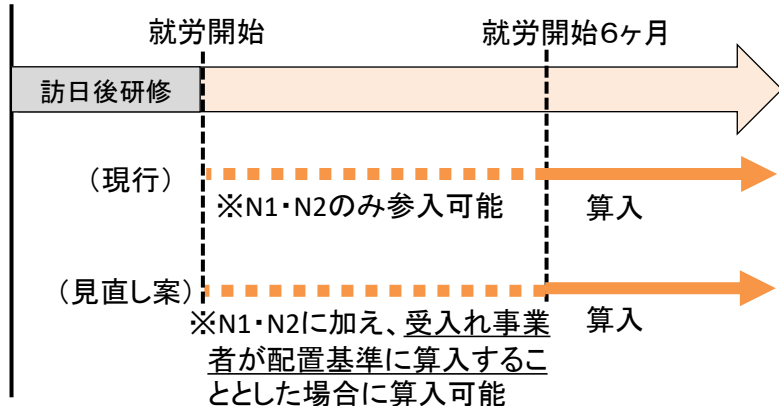 就労開始
就労開始6ヶ月
訪日後研修
（現行）
※N1・N2のみ参入可能
算入
（見直し案）
※N1・N2に加え、受入れ事業
者が配置基準に算入するこ
ととした場合に算入可能
算入